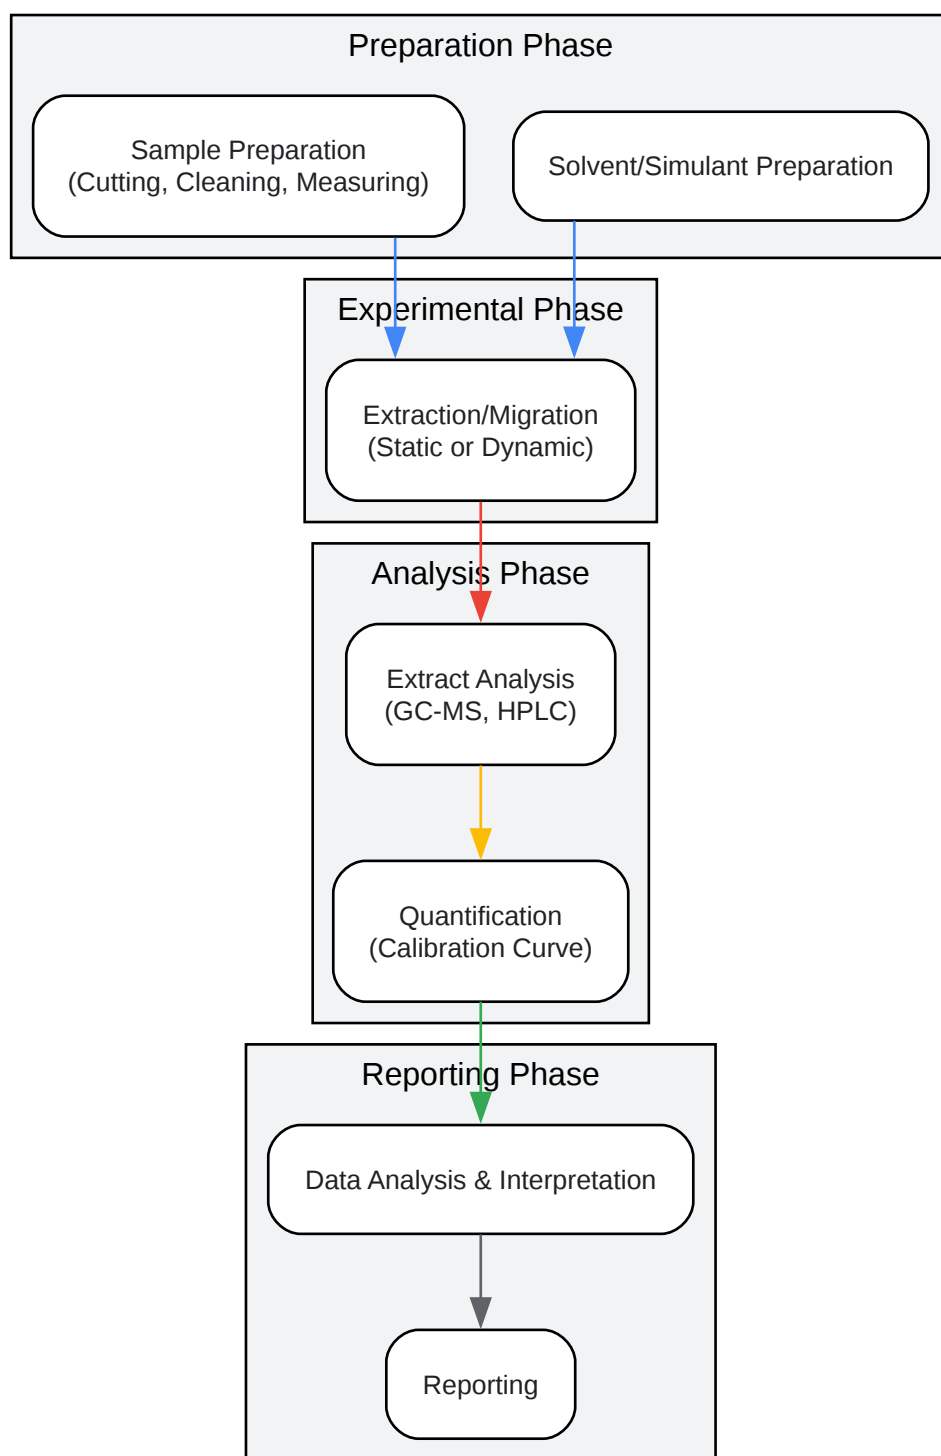 Preparation Phase
Sample Preparation
(Cutting, Cleaning, Measuring)
Solvent/Simulant Preparation
Experimental Phase
Extraction/Migration
(Static or Dynamic)
Analysis Phase
Extract Analysis
(GC-MS, HPLC)
Quantification
(Calibration Curve)
Reporting Phase
Data Analysis & Interpretation
Reporting